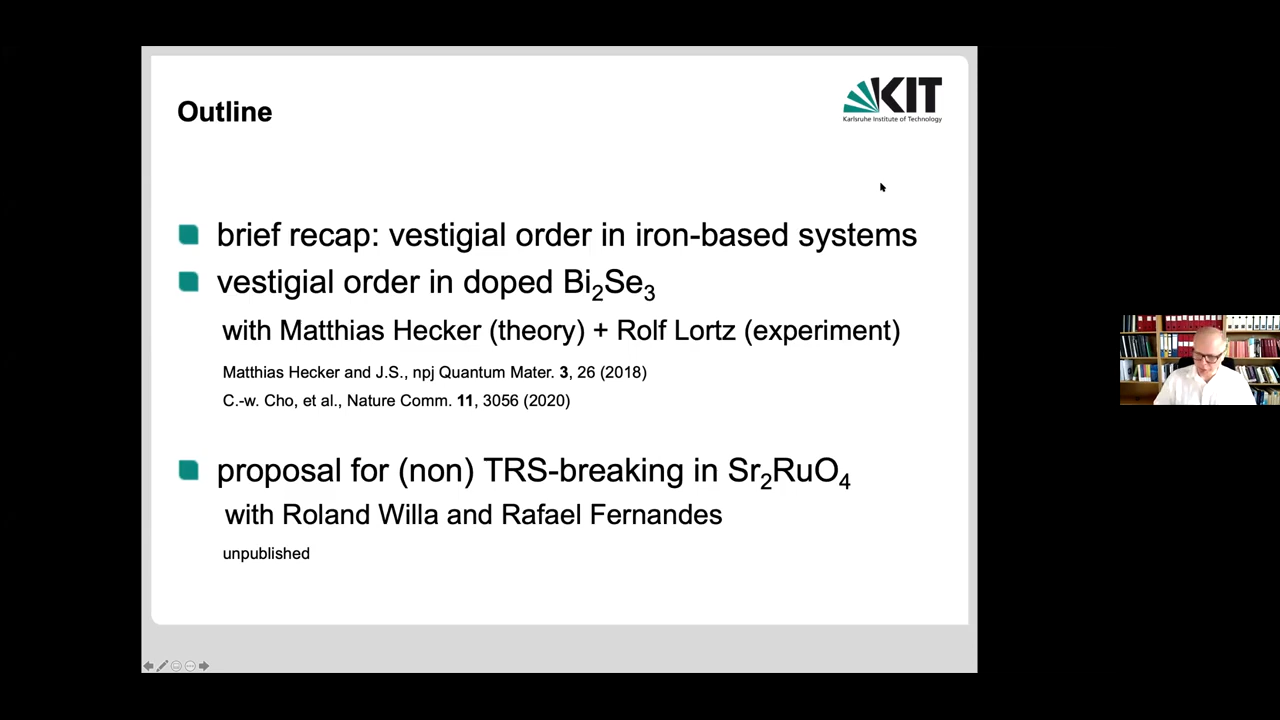 Outline
KIT
Karlsruhe Institute of Technology
brief recap: vestigial order in iron-based systems
vestigial order in doped Bi₂Se₃
with Matthias Hecker (theory) + Rolf Lortz (experiment)
Matthias Hecker and J.S., npj Quantum Mater. 3, 26 (2018)
C.-w. Cho, et al., Nature Comm. 11, 3056 (2020)
proposal for (non) TRS-breaking in Sr₂RuO₄
with Roland Willa and Rafael Fernandes
unpublished